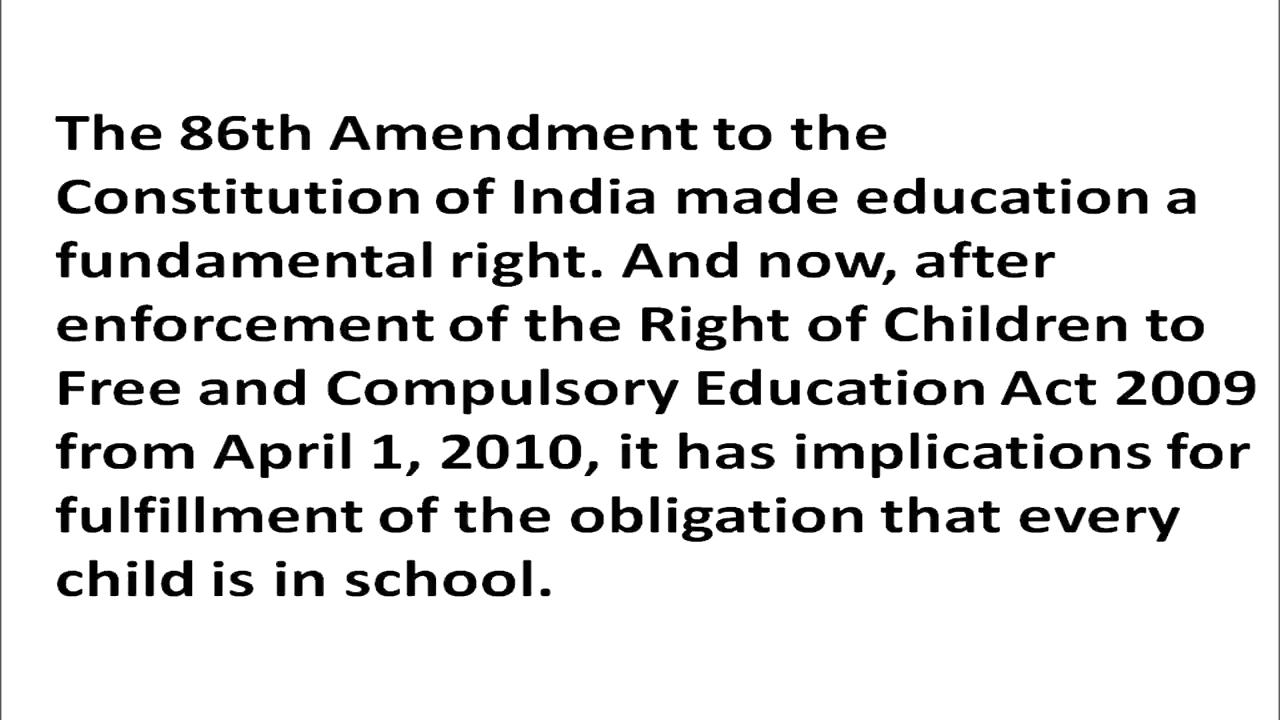 The 86th Amendment to the
Constitution of India made education a
fundamental right. And now, after
enforcement of the Right of Children to
Free and Compulsory Education Act 2009
from April 1, 2010, it has implications for
fulfillment of the obligation that every
child is in school.